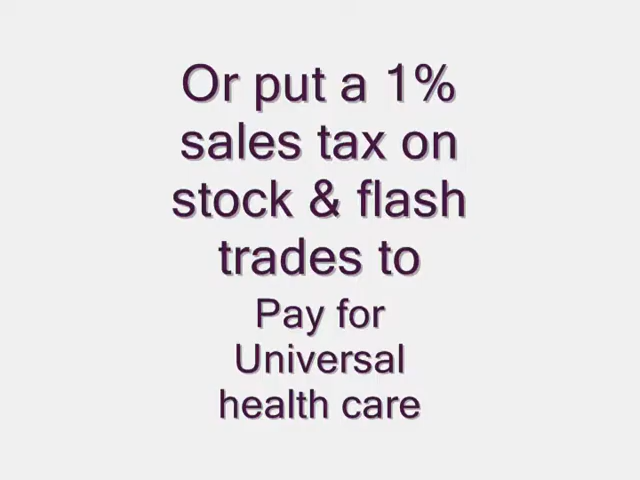 Or put a 1%
sales tax on
stock & flash
trades to
Pay for
Universal
health care